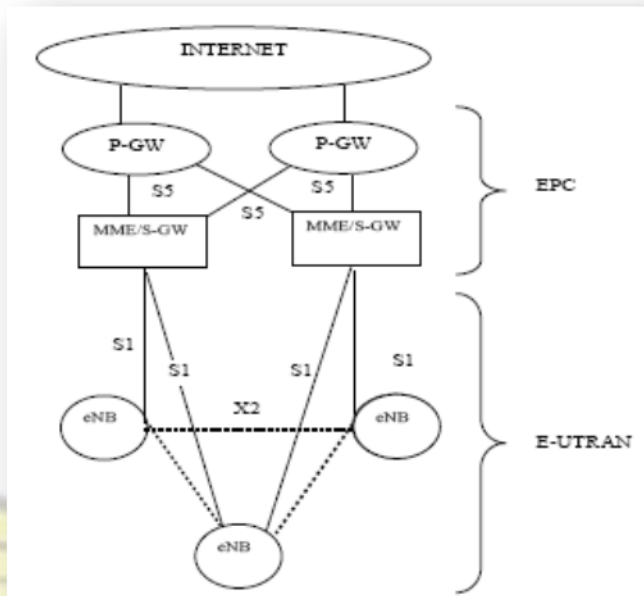 INTERNET
P-GW
P-GW
S5
S5
S5
EPC
MME/S-GW
MME/S-GW
S1
S1
S1
S1
X2
eNB
eNB
E-UTRAN
eNB